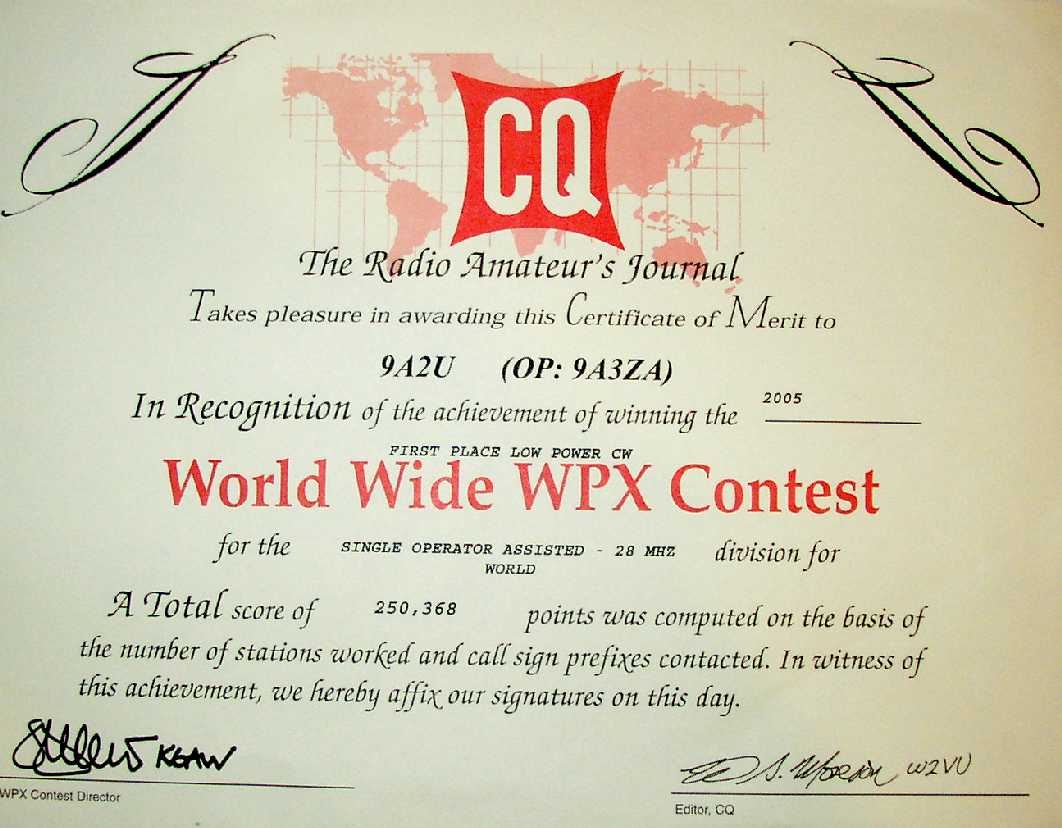 CQ
The Radio Amateur's Journal
Takes pleasure in awarding this Certificate of Merit to
9A2U (OP: 9A3ZA)
In Recognition of the achievement of winning the 2005
FIRST PLACE LOW POWER CW
World Wide WPX Contest
for the SINGLE OPERATOR ASSISTED - 28 MHZ division for
WORLD
A Total score of 250,368 points was computed on the basis of
the number of stations worked and call sign prefixes contacted. In witness of
this achievement, we hereby affix our signatures on this day.
K6AW
W2VU
WPX Contest Director
Editor, CQ